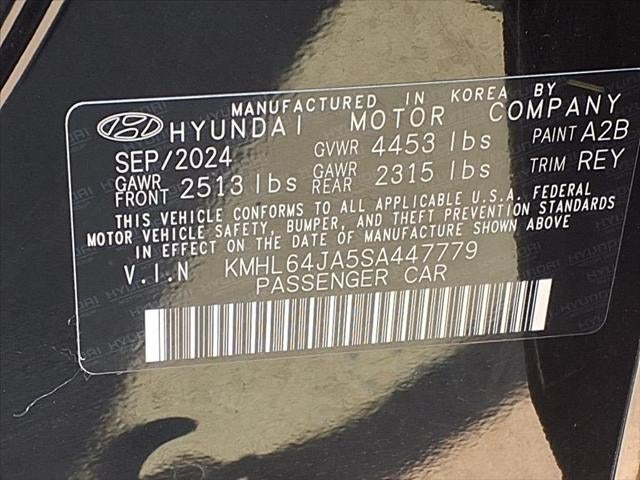 MANUFACTURED IN KOREA BY
HYUNDAI MOTOR COMPANY
SEP/2024 GVWR 4453 lbs PAINT A2B
GAWR FRONT 2513 lbs GAWR REAR 2315 lbs TRIM REY
THIS VEHICLE CONFORMS TO ALL APPLICABLE U.S.A. FEDERAL
MOTOR VEHICLE SAFETY, BUMPER, AND THEFT PREVENTION STANDARDS
IN EFFECT ON THE DATE OF MANUFACTURE SHOWN ABOVE
V.I.N KMHL64JA5SA447779
PASSENGER CAR